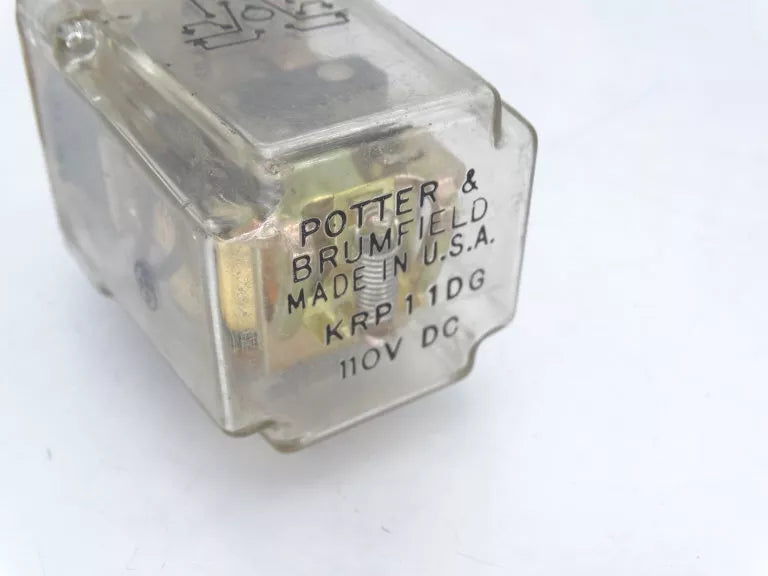 POTTER &
BRUMFIELD
MADE IN U.S.A.
KRP11DG
110V DC